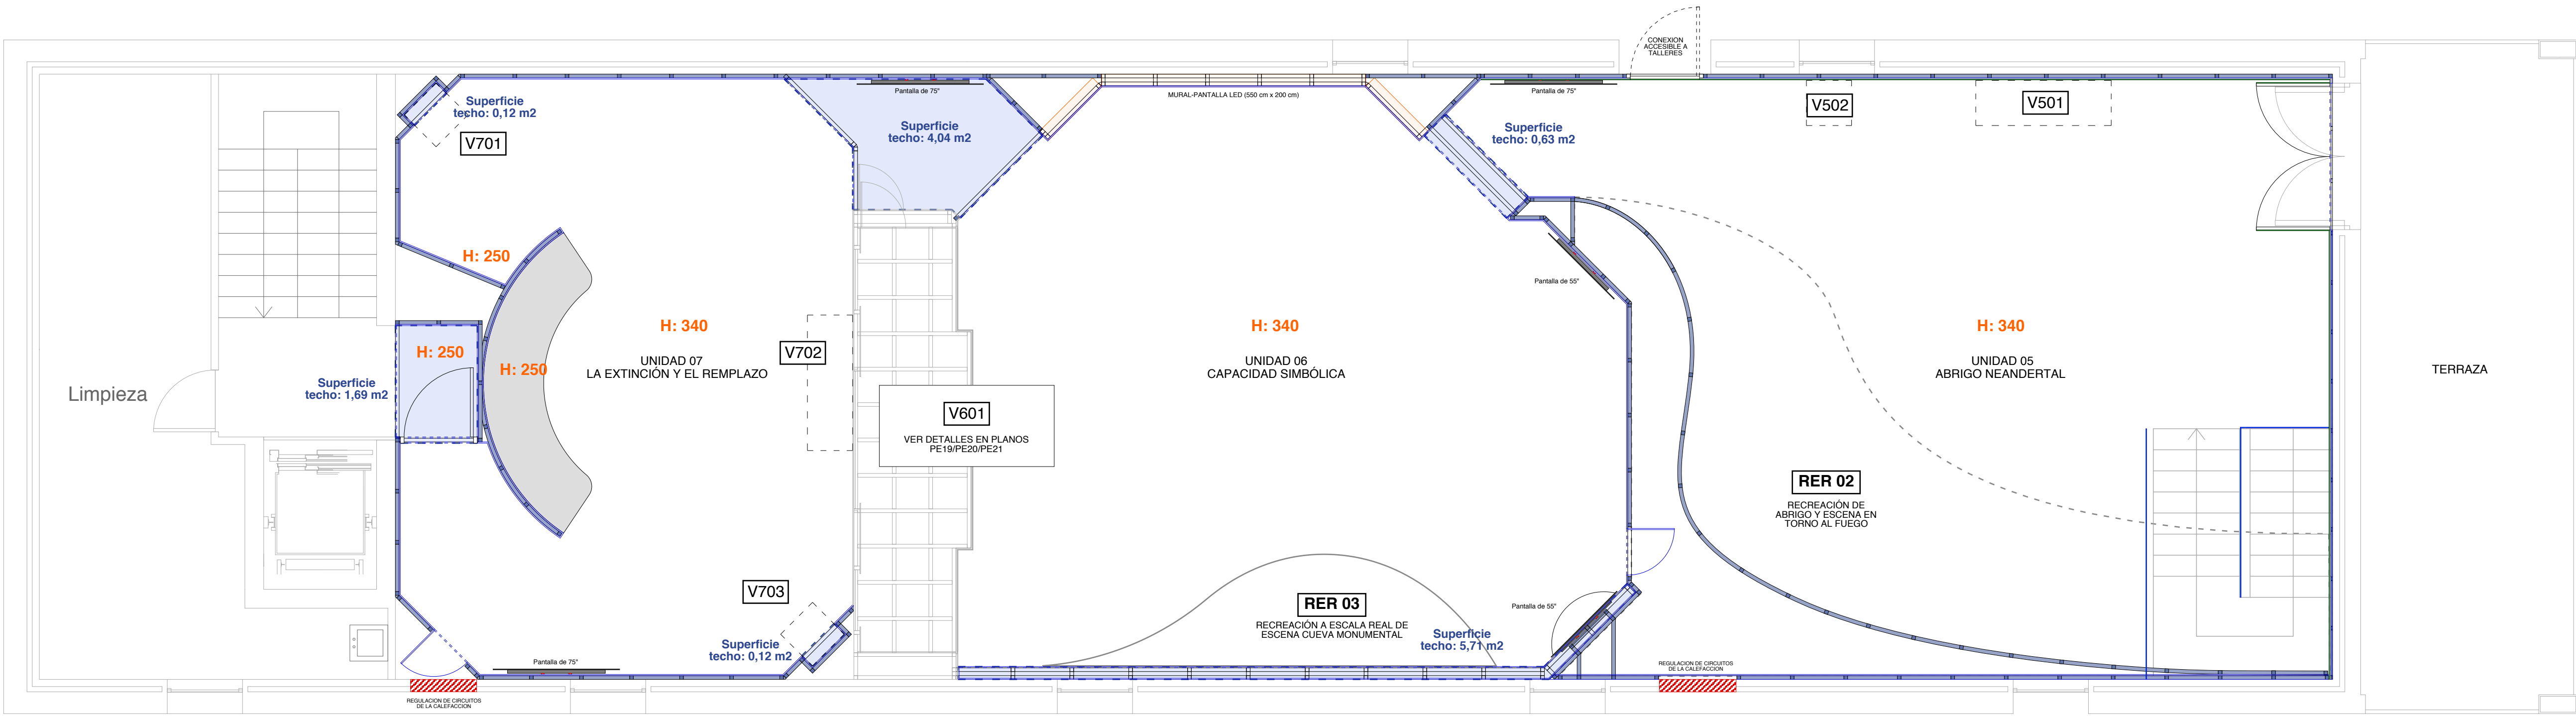 CONEXION
ACCESIBLE A
TALLERES
Pantalla de 75"
MURAL-PANTALLA LED (550 cm x 200 cm)
Pantalla de 75"
Superficie
techo: 0,12 m2
V701
Superficie
techo: 4,04 m2
Superficie
techo: 0,63 m2
V502
V501
H: 250
Pantalla de 55"
H: 340
H: 340
H: 340
H: 250
H: 250
V702
UNIDAD 07
LA EXTINCIÓN Y EL REMPLAZO
UNIDAD 06
CAPACIDAD SIMBÓLICA
UNIDAD 05
ABRIGO NEANDERTAL
TERRAZA
Limpieza
Superficie
techo: 1,69 m2
V601
VER DETALLES EN PLANOS
PE19/PE20/PE21
RER 02
RECREACIÓN DE
ABRIGO Y ESCENA EN
TORNO AL FUEGO
V703
RER 03
RECREACIÓN A ESCALA REAL DE
ESCENA CUEVA MONUMENTAL
Pantalla de 55"
Superficie
techo: 0,12 m2
Superficie
techo: 5,71 m2
Pantalla de 75"
REGULACION DE CIRCUITOS
DE LA CALEFACCION
REGULACION DE CIRCUITOS
DE LA CALEFACCION